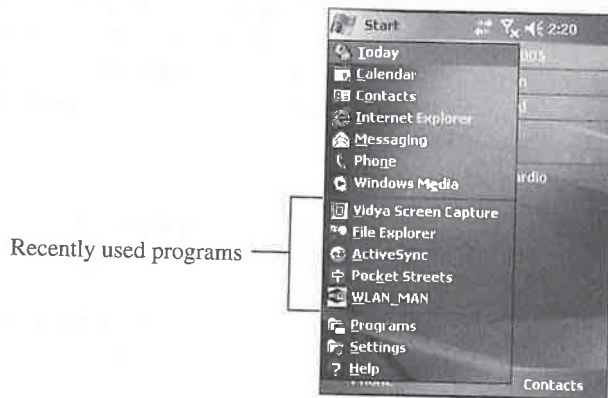 Start 2:20
Today
Calendar
Contacts
Internet Explorer
Messaging
Phone
Windows Media
Vidya Screen Capture
File Explorer
ActiveSync
Pocket Streets
WLAN_MAN
Programs
Settings
Help
Contacts
Recently used programs